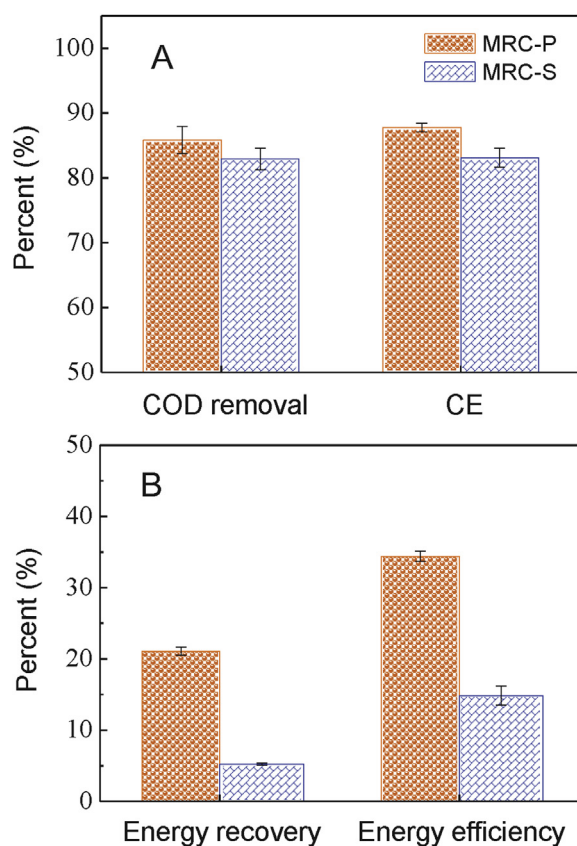 A
MRC-P
MRC-S
100
90
80
70
60
50
Percent (%)
COD removal
CE
B
50
40
30
20
10
0
Percent (%)
Energy recovery
Energy efficiency